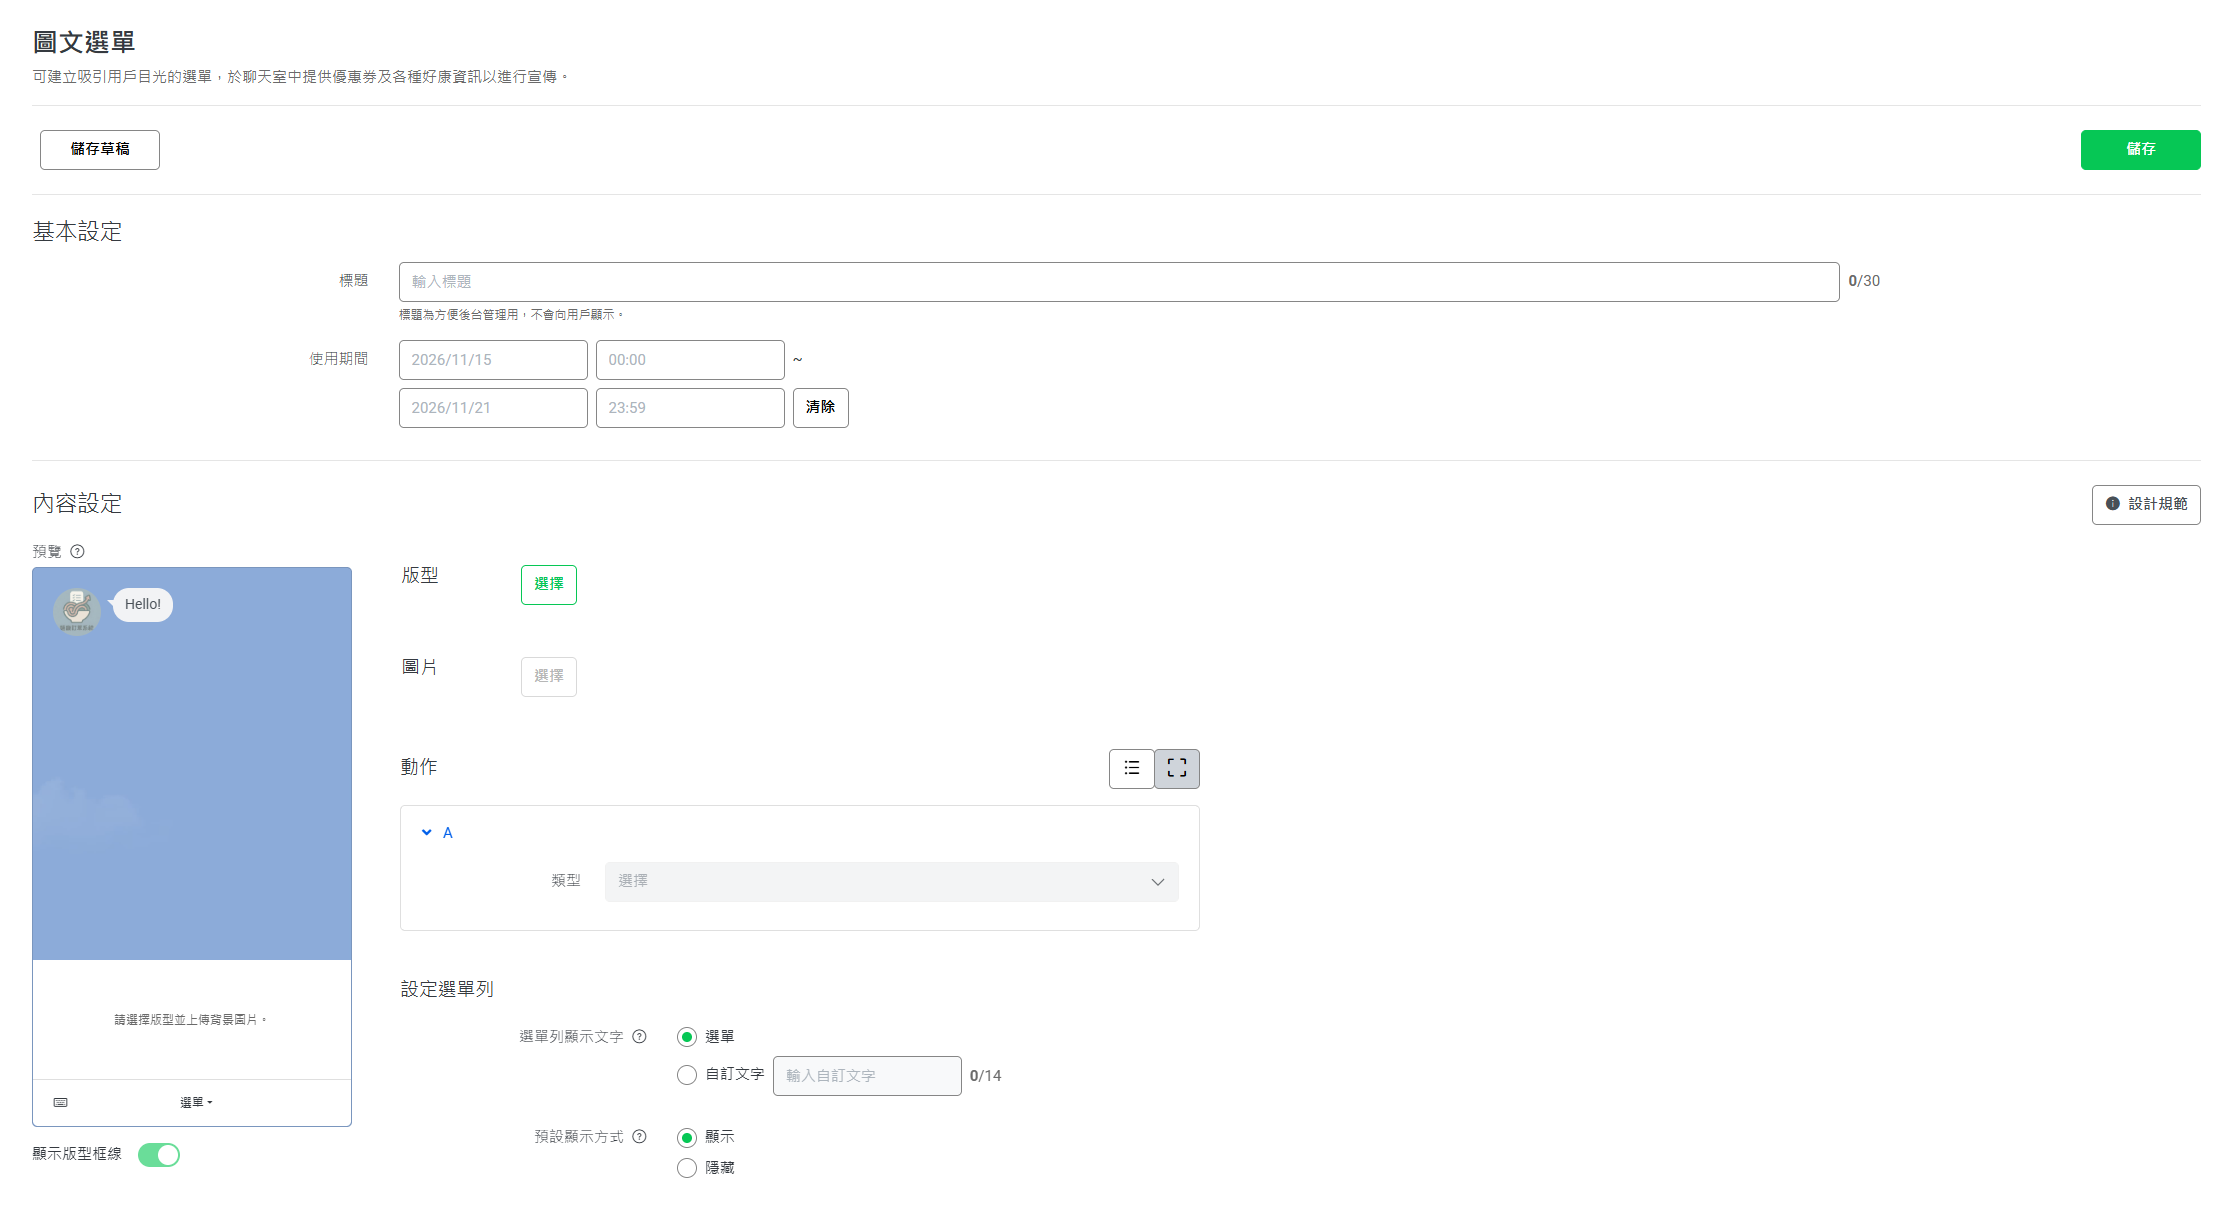 圖文選單
可建立吸引用戶目光的選單，於聊天室中提供優惠券及各種好康資訊以進行宣傳。
儲存草稿
儲存
基本設定
標題
輸入標題
0/30
標題為方便後台管理用，不會向用戶顯示。
使用期間
2026/11/15
00:00
~
2026/11/21
23:59
清除
內容設定
設計規範
預覽
Hello!
版型
選擇
圖片
選擇
動作
A
類型
選擇
請選擇版型並上傳背景圖片。
選單
顯示版型框線
設定選單列
選單列顯示文字
選單
自訂文字
輸入自訂文字
0/14
預設顯示方式
顯示
隱藏